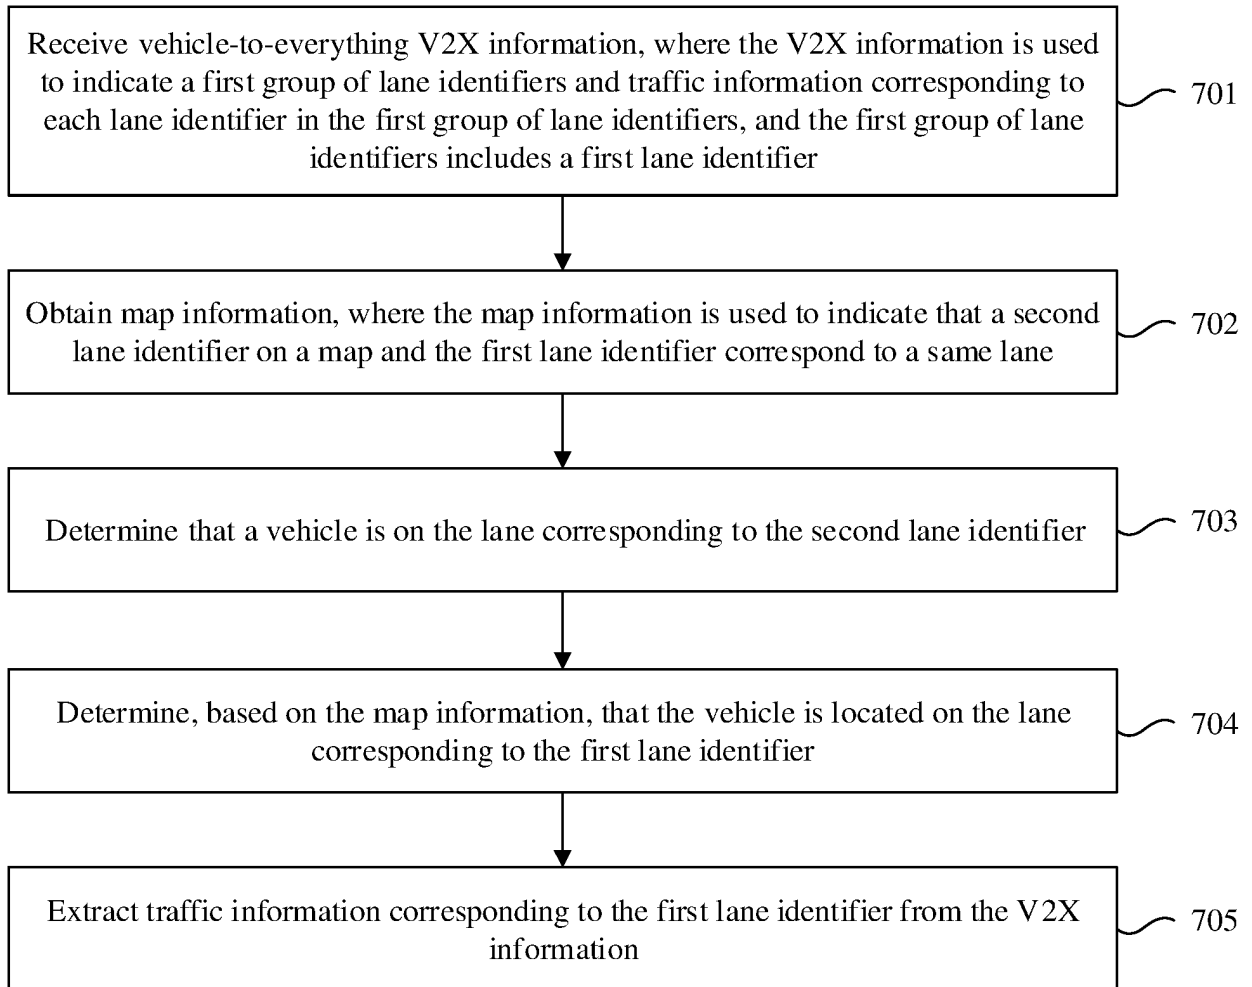 Receive vehicle-to-everything V2X information, where the V2X information is used
to indicate a first group of lane identifiers and traffic information corresponding to
each lane identifier in the first group of lane identifiers, and the first group of lane
identifiers includes a first lane identifier
701
Obtain map information, where the map information is used to indicate that a second
lane identifier on a map and the first lane identifier correspond to a same lane
702
Determine that a vehicle is on the lane corresponding to the second lane identifier
703
Determine, based on the map information, that the vehicle is located on the lane
corresponding to the first lane identifier
704
Extract traffic information corresponding to the first lane identifier from the V2X
information
705